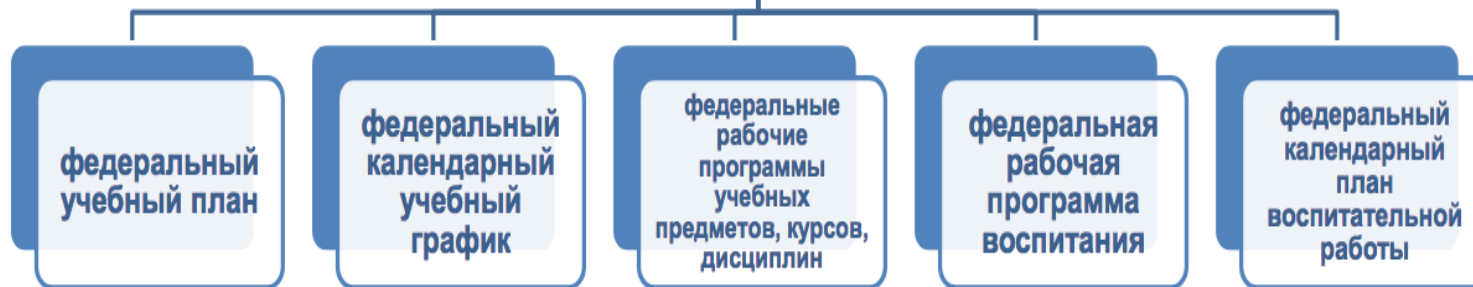 федеральный
учебный план
федеральный
календарный
учебный
график
федеральные
рабочие
программы
учебных
предметов, курсов,
дисциплин
федеральная
рабочая
программа
воспитания
федеральный
календарный
план
воспитательной
работы